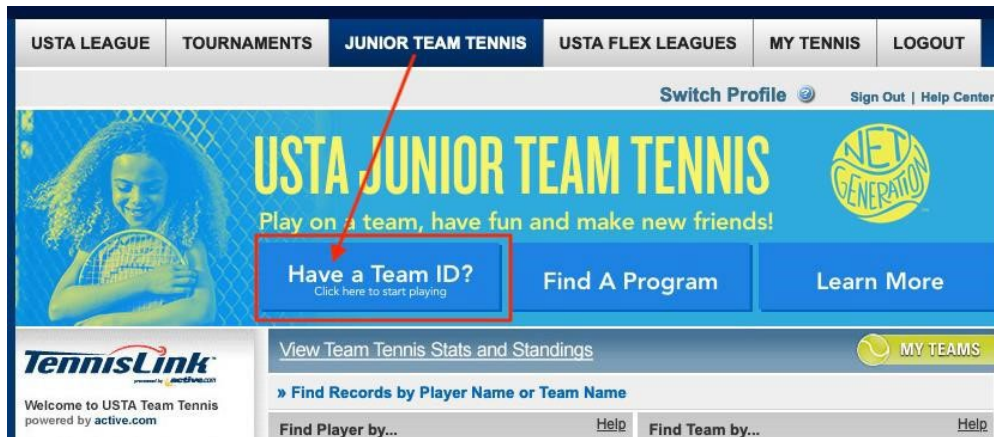 USTA LEAGUE TOURNAMENTS JUNIOR TEAM TENNIS USTA FLEX LEAGUES MY TENNIS LOGOUT
Switch Profile Sign Out | Help Center
USTA JUNIOR TEAM TENNIS
NET GENERATION
Play on a team, have fun and make new friends!
Have a Team ID? Find A Program Learn More
Click here to start playing
View Team Tennis Stats and Standings MY TEAMS
TennisLink
powered by active.com
» Find Records by Player Name or Team Name
Welcome to USTA Team Tennis
powered by active.com
Find Player by... Help Find Team by... Help